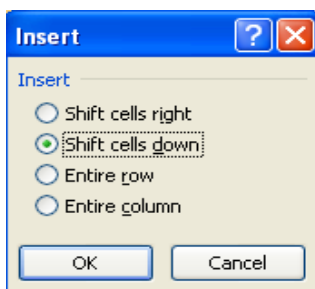 Insert ?
Insert
Shift cells right
Shift cells down
Entire row
Entire column
OK Cancel